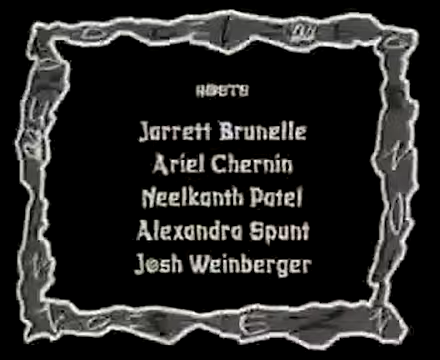 HOSTS
Jarrett Brunelle
Ariel Chernin
Neelkanth Patel
Alexandra Spunt
Josh Weinberger